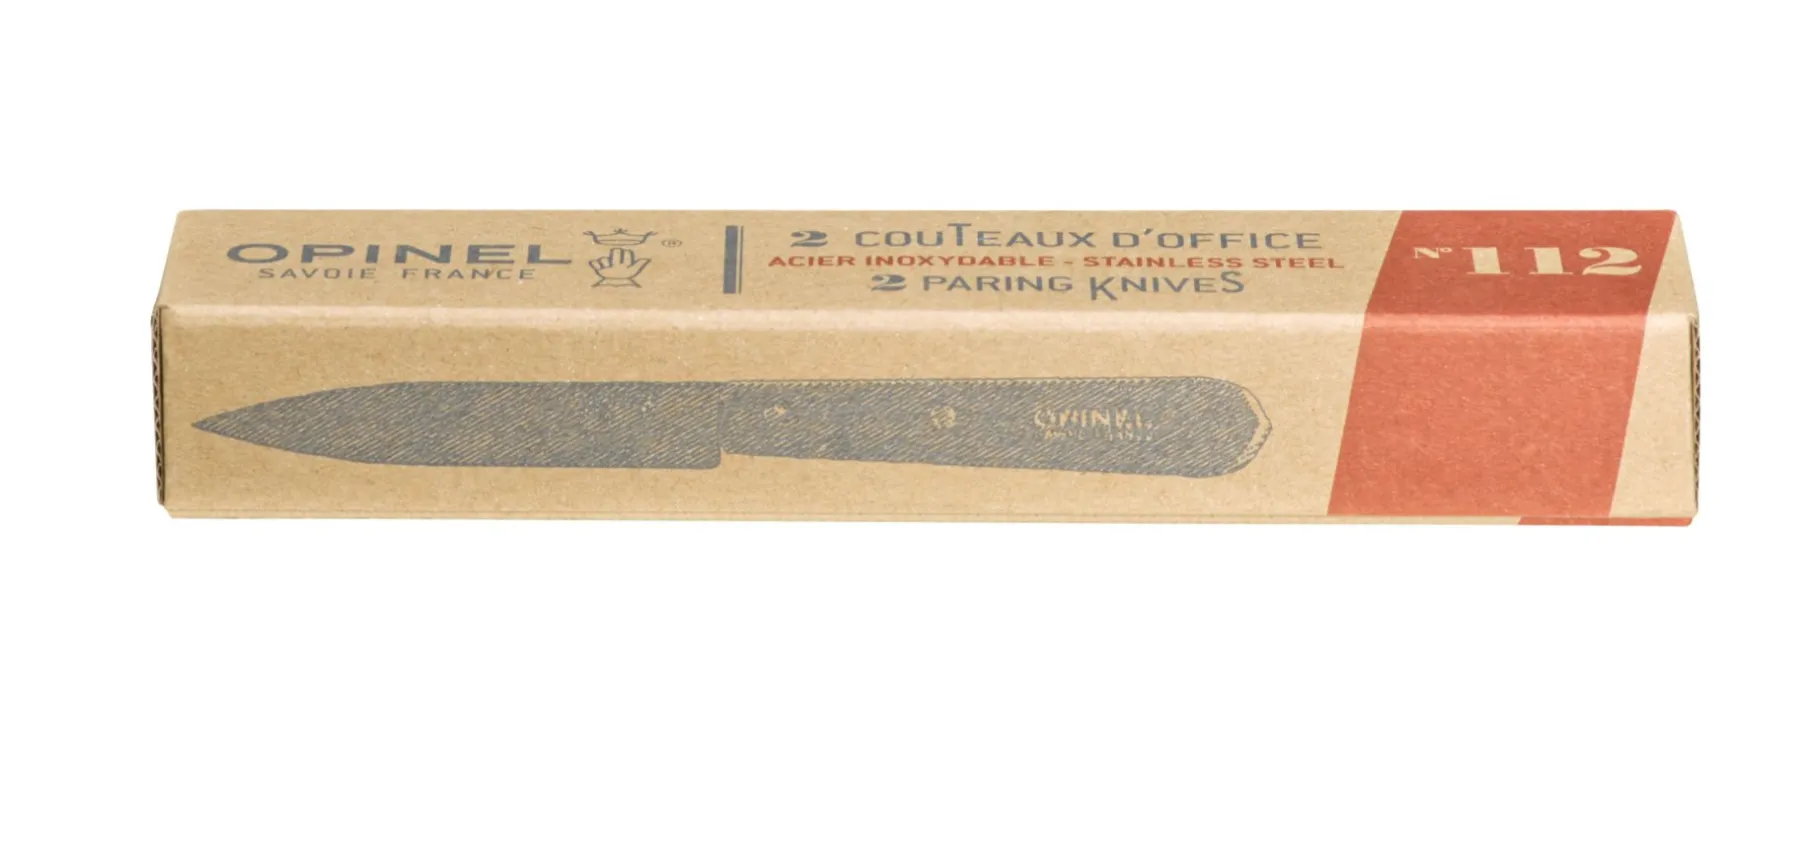 OPINEL
SAVOIE FRANCE
®
2 COUTEAUX D'OFFICE
ACIER INOXYDABLE - STAINLESS STEEL
2 PARING KNIVES
N° 112
OPINEL